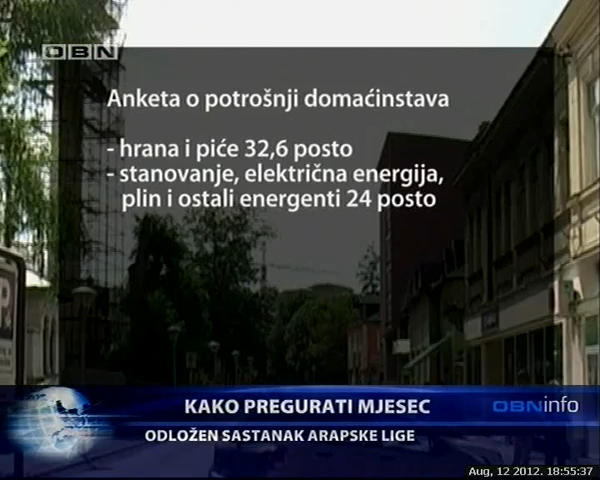 OBN
Anketa o potrošnji domaćinstava
- hrana i piće 32,6 posto
- stanovanje, električna energija,
plin i ostali energenti 24 posto
P
KAKO PREGURATI MJESEC
OBNinfo
ODLOŽEN SASTANAK ARAPSKE LIGE
Aug, 12 2012. 18:55:37